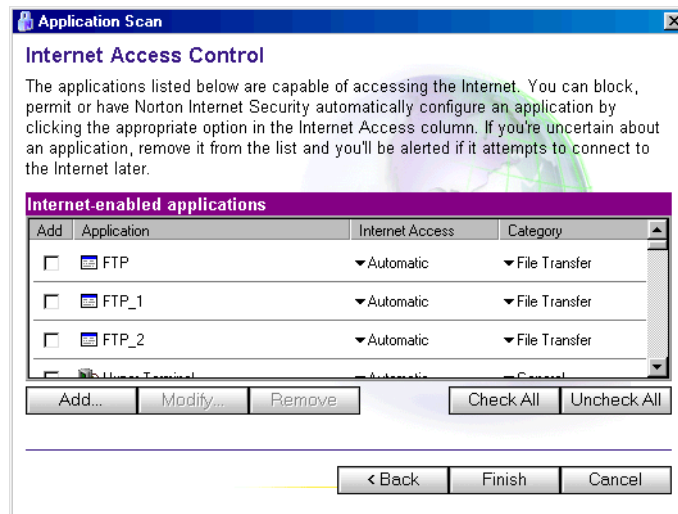 Application Scan
Internet Access Control
The applications listed below are capable of accessing the Internet. You can block,
permit or have Norton Internet Security automatically configure an application by
clicking the appropriate option in the Internet Access column. If you're uncertain about
an application, remove it from the list and you'll be alerted if it attempts to connect to
the Internet later.
Internet-enabled applications
Add Application Internet Access Category
FTP Automatic File Transfer
FTP_1 Automatic File Transfer
FTP_2 Automatic File Transfer
Hyper Terminal Automatic General
Add... Modify... Remove Check All Uncheck All
< Back Finish Cancel